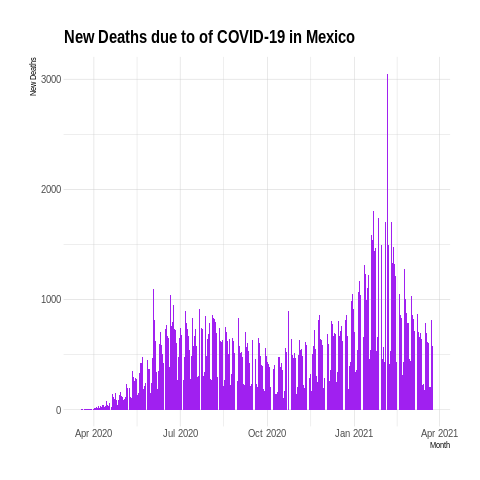 New Deaths due to of COVID-19 in Mexico
New Deaths
3000
2000
1000
0
Apr 2020 Jul 2020 Oct 2020 Jan 2021 Apr 2021
Month